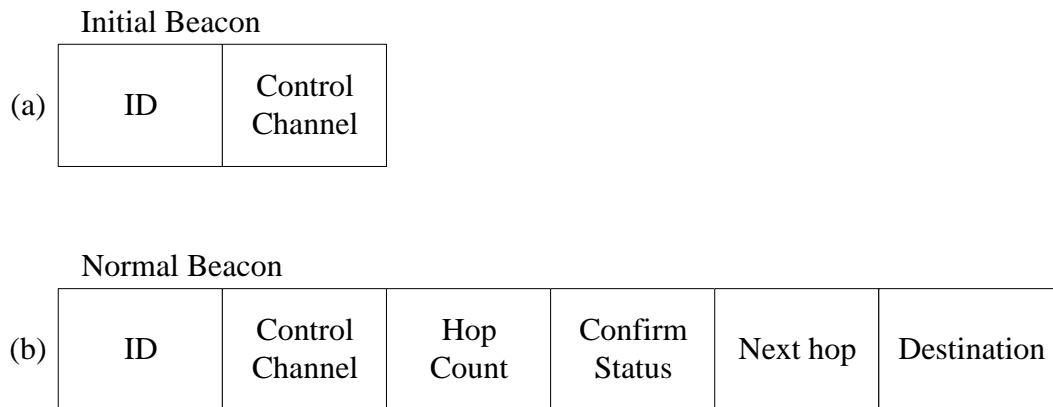 Initial Beacon
(a)
ID
Control
Channel
Normal Beacon
(b)
ID
Control
Channel
Hop
Count
Confirm
Status
Next hop
Destination